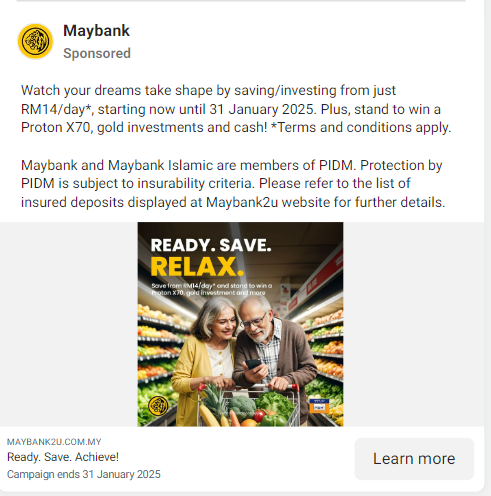 Maybank
Sponsored
Watch your dreams take shape by saving/investing from just
RM14/day*, starting now until 31 January 2025. Plus, stand to win a
Proton X70, gold investments and cash! *Terms and conditions apply.
Maybank and Maybank Islamic are members of PIDM. Protection by
PIDM is subject to insurability criteria. Please refer to the list of
insured deposits displayed at Maybank2u website for further details.
READY. SAVE.
RELAX.
Save from RM14/day* and stand to win a
Proton X70, gold investment and more
PIDM
MAYBANK2U.COM.MY
Ready. Save. Achieve!
Campaign ends 31 January 2025
Learn more